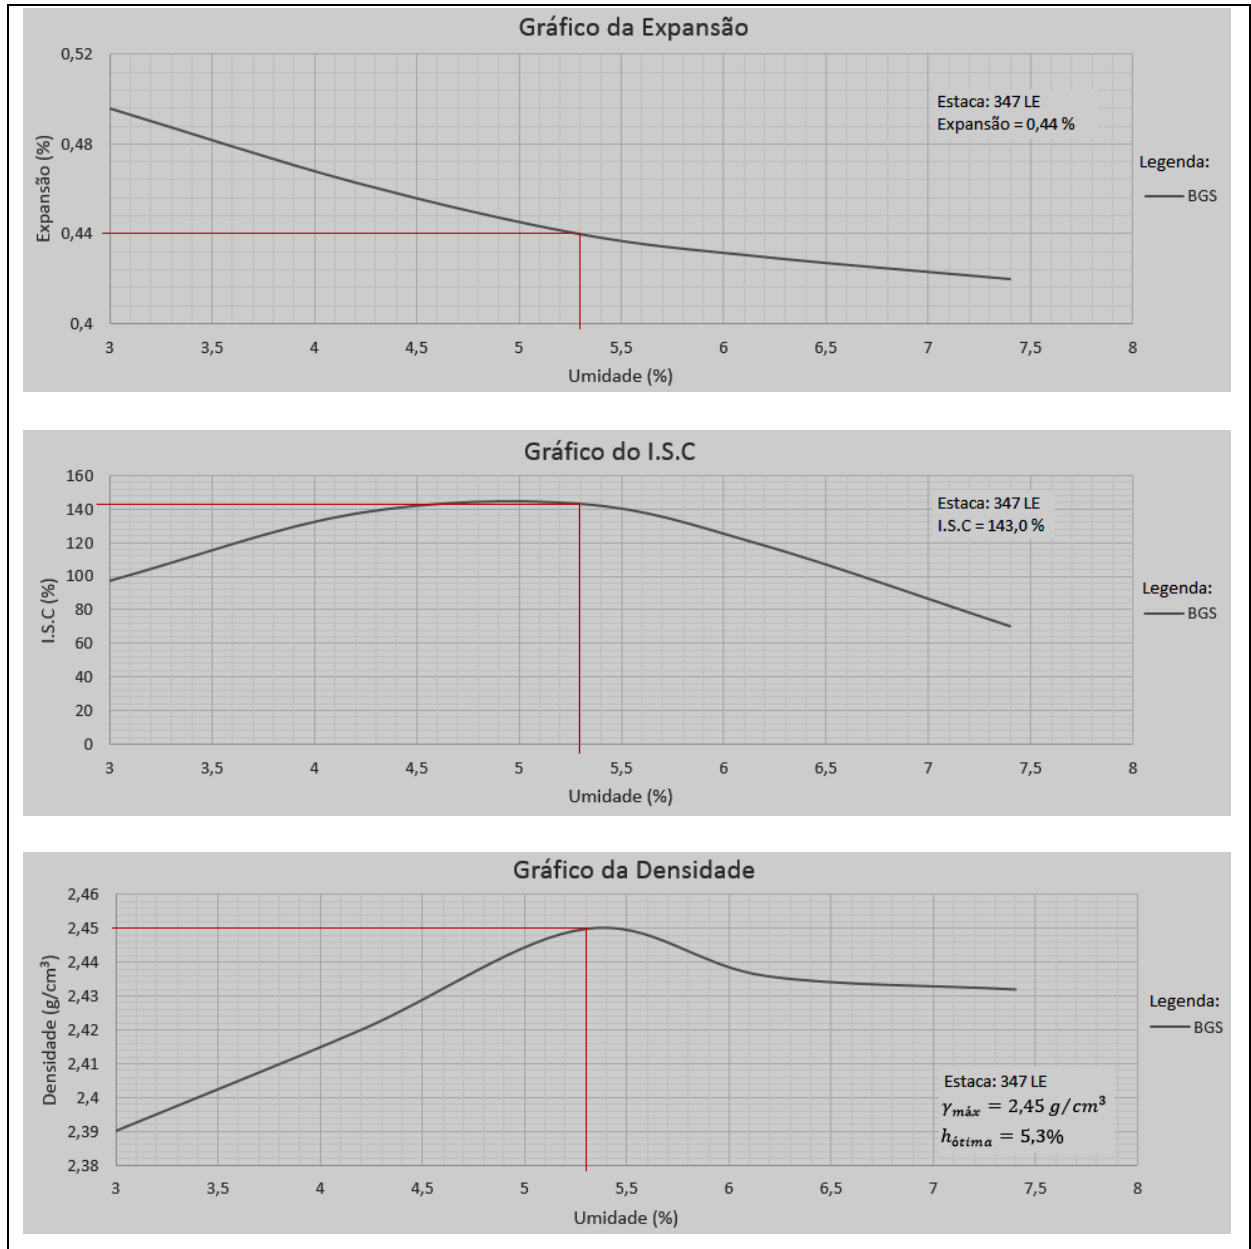 Gráfico da Expansão
0,52
0,48
0,44
0,4
Expansão (%)
3 3,5 4 4,5 5 5,5 6 6,5 7 7,5 8
Umidade (%)
Estaca: 347 LE
Expansão = 0,44 %
Legenda:
BGS
Gráfico do I.S.C
160
140
120
100
80
60
40
20
0
I.S.C (%)
3 3,5 4 4,5 5 5,5 6 6,5 7 7,5 8
Umidade (%)
Estaca: 347 LE
I.S.C = 143,0 %
Legenda:
BGS
Gráfico da Densidade
2,46
2,45
2,44
2,43
2,42
2,41
2,4
2,39
2,38
Densidade (g/cm³)
3 3,5 4 4,5 5 5,5 6 6,5 7 7,5 8
Umidade (%)
Legenda:
BGS
Estaca: 347 LE
γmáx = 2,45 g/cm³
hótima = 5,3%